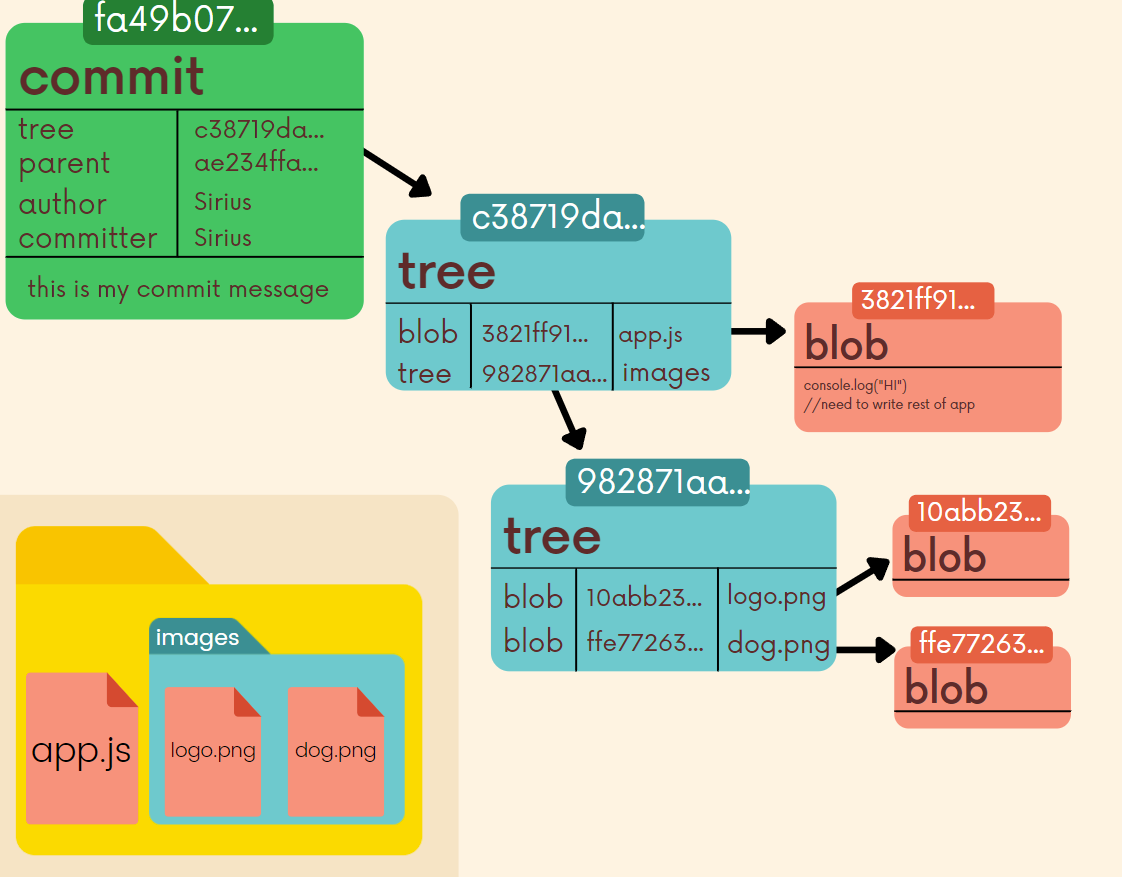 fa49b07...
commit
tree c38719da...
parent ae234ffa...
author Sirius
committer Sirius
this is my commit message
c38719da...
tree
blob 3821ff91... app.js
tree 982871aa... images
3821ff91...
blob
console.log("HI")
//need to write rest of app
982871aa...
tree
blob 10abb23... logo.png
blob ffe77263... dog.png
10abb23...
blob
ffe77263...
blob
images
app.js
logo.png
dog.png